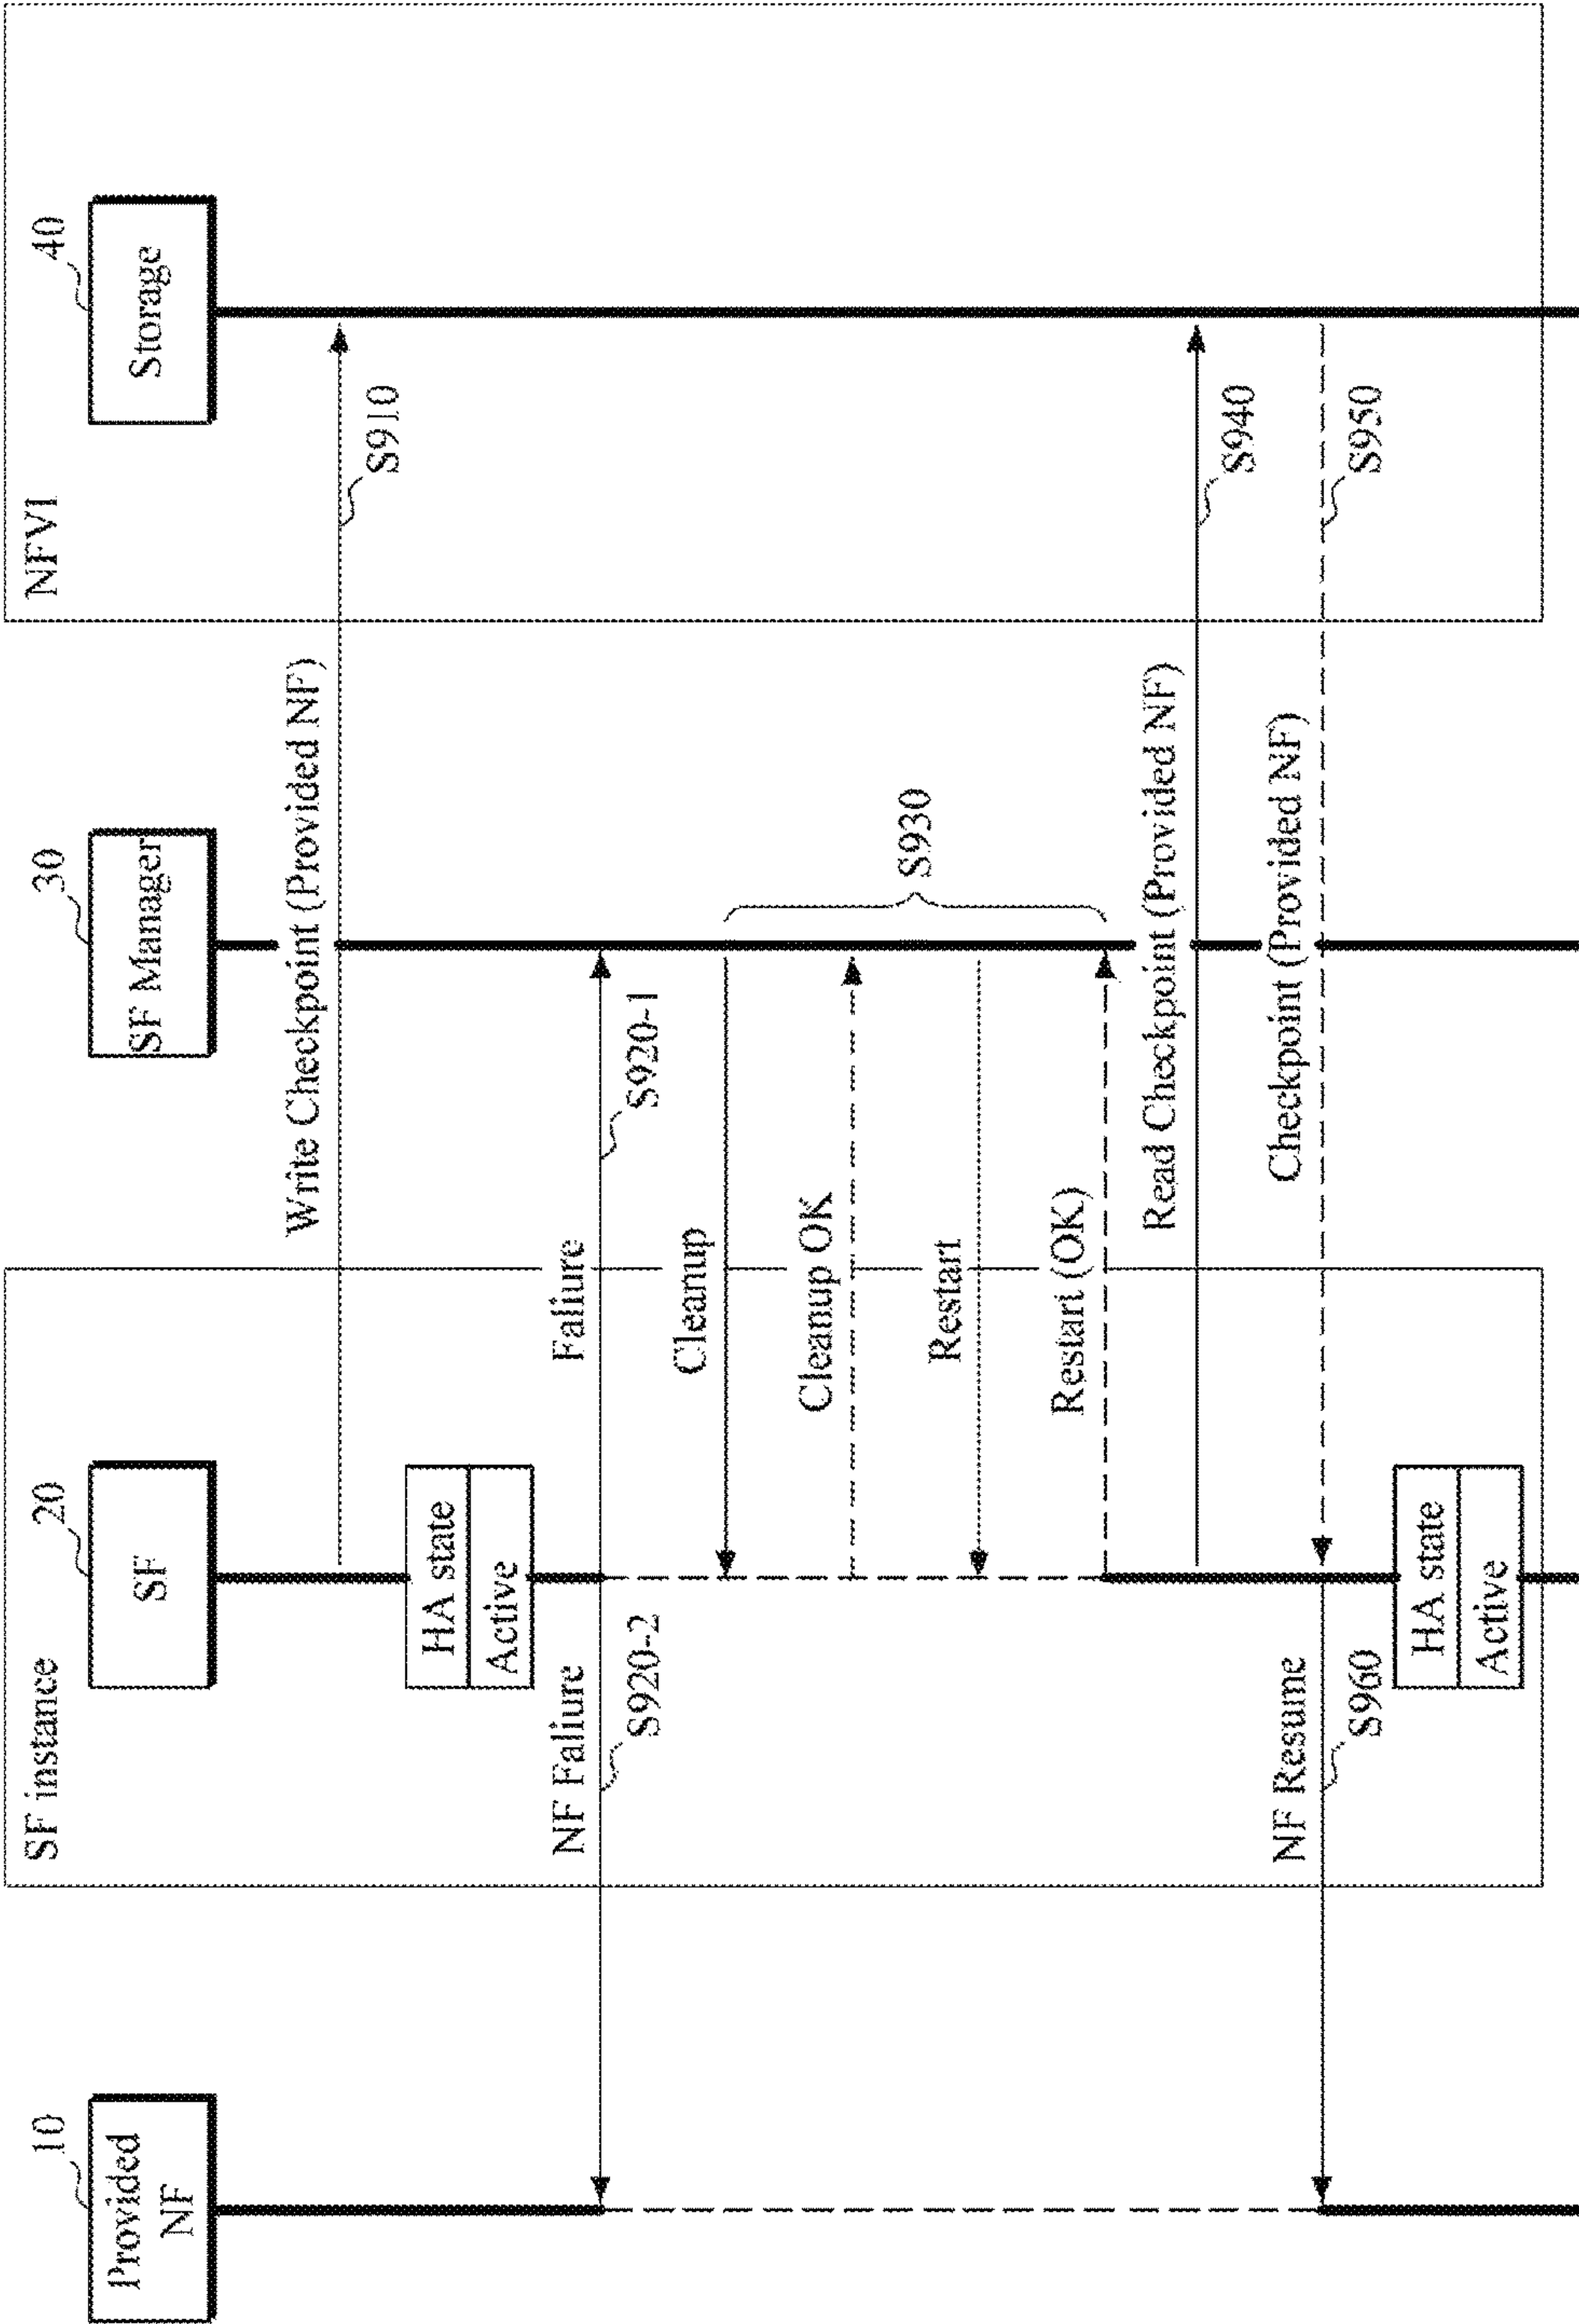 SF instance
NFVI
10
20
30
40
Provided
NF
SF
SF Manager
Storage
Write Checkpoint (Provided NF)
S910
HA state
Active
NF Faliure
Faliure
S920-2
S920-1
Cleanup
Cleanup OK
S930
Restart
Restart (OK)
Read Checkpoint (Provided NF)
S940
NF Resume
Checkpoint (Provided NF)
S960
S950
HA state
Active